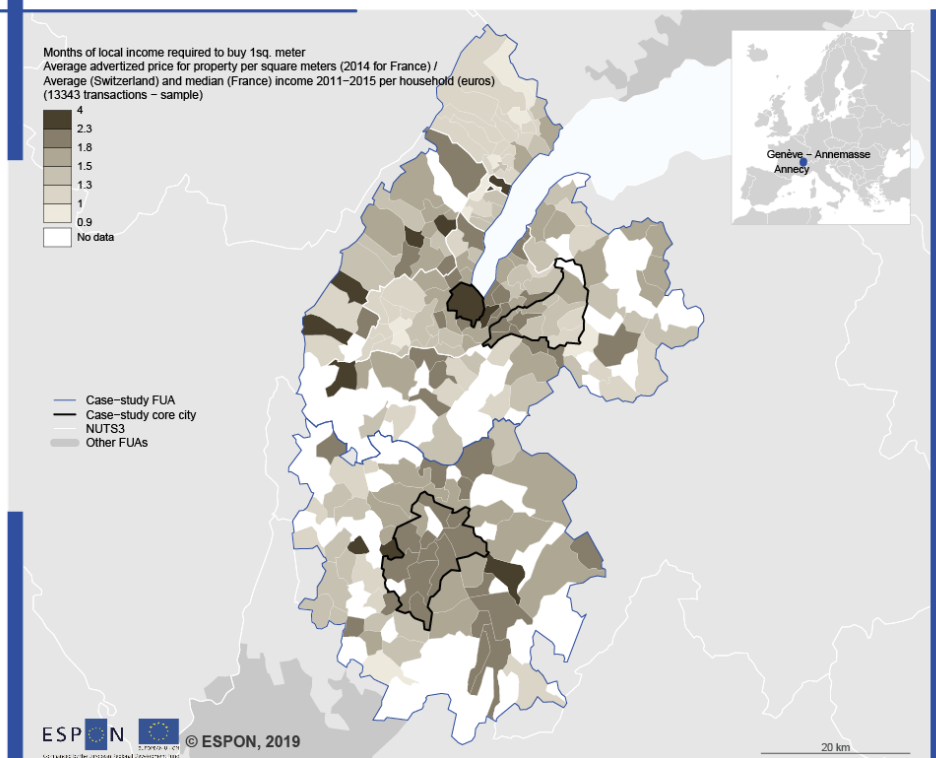 Months of local income required to buy 1sq. meter
Average advertized price for property per square meters (2014 for France) /
Average (Switzerland) and median (France) income 2011−2015 per household (euros)
(13343 transactions − sample)
4
2.3
1.8
1.5
1.3
1
0.9
No data
Genève − Annemasse
Annecy
Case−study FUA
Case−study core city
NUTS3
Other FUAs
ESPON
EUROPEAN UNION
© ESPON, 2019
20 km